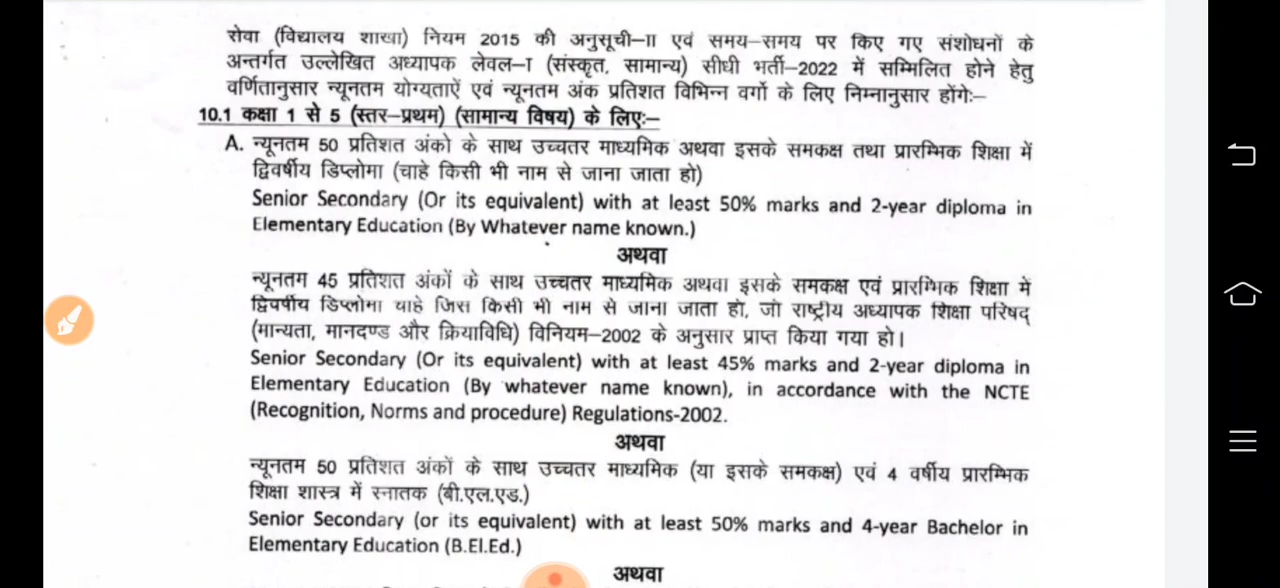 सेवा (विद्यालय शाखा) नियम 2015 की अनुसूची–II एवं समय–समय पर किए गए संशोधनों के
अन्तर्गत उल्लेखित अध्यापक लेवल–I (संस्कृत, सामान्य) सीधी भर्ती–2022 में सम्मिलित होने हेतु
वर्णितानुसार न्यूनतम योग्यताऐं एवं न्यूनतम अंक प्रतिशत विभिन्न वर्गो के लिए निम्नानुसार होंगेः–
10.1 कक्षा 1 से 5 (स्तर–प्रथम) (सामान्य विषय) के लिएः–
A. न्यूनतम 50 प्रतिशत अंको के साथ उच्चतर माध्यमिक अथवा इसके समकक्ष तथा प्रारम्भिक शिक्षा में
द्विवर्षीय डिप्लोमा (चाहे किसी भी नाम से जाना जाता हो)
Senior Secondary (Or its equivalent) with at least 50% marks and 2-year diploma in
Elementary Education (By Whatever name known.)
अथवा
न्यूनतम 45 प्रतिशत अंकों के साथ उच्चतर माध्यमिक अथवा इसके समकक्ष एवं प्रारम्भिक शिक्षा में
द्विवर्षीय डिप्लोमा चाहे जिस किसी भी नाम से जाना जाता हो, जो राष्ट्रीय अध्यापक शिक्षा परिषद्
(मान्यता, मानदण्ड और क्रियाविधि) विनियम–2002 के अनुसार प्राप्त किया गया हो।
Senior Secondary (Or its equivalent) with at least 45% marks and 2-year diploma in
Elementary Education (By whatever name known), in accordance with the NCTE
(Recognition, Norms and procedure) Regulations-2002.
अथवा
न्यूनतम 50 प्रतिशत अंकों के साथ उच्चतर माध्यमिक (या इसके समकक्ष) एवं 4 वर्षीय प्रारम्भिक
शिक्षा शास्त्र में स्नातक (बी.एल.एड.)
Senior Secondary (or its equivalent) with at least 50% marks and 4-year Bachelor in
Elementary Education (B.El.Ed.)
अथवा